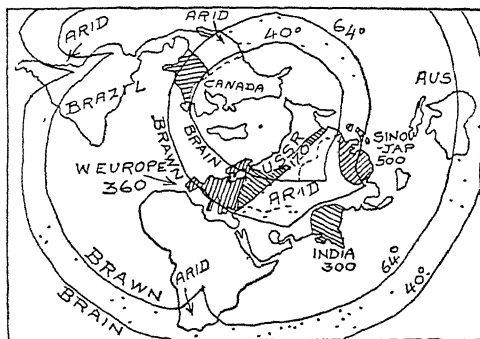 ARID
ARID
64°
40°
AUS
BRAZIL
CANADA
BRAWN
BRAIN
SINO
-JAP
500
USSR
170
W EUROPE
360
ARID
INDIA
300
ARID
64°
40°
BRAWN
BRAIN